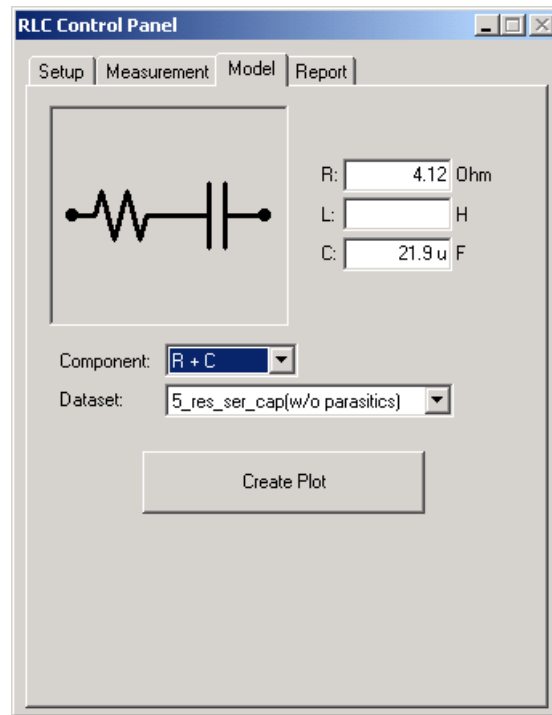 RLC Control Panel
Setup Measurement Model Report
R: 4.12 Ohm
L: H
C: 21.9 u F
Component: R + C
Dataset: 5_res_ser_cap(w/o parasitics)
Create Plot